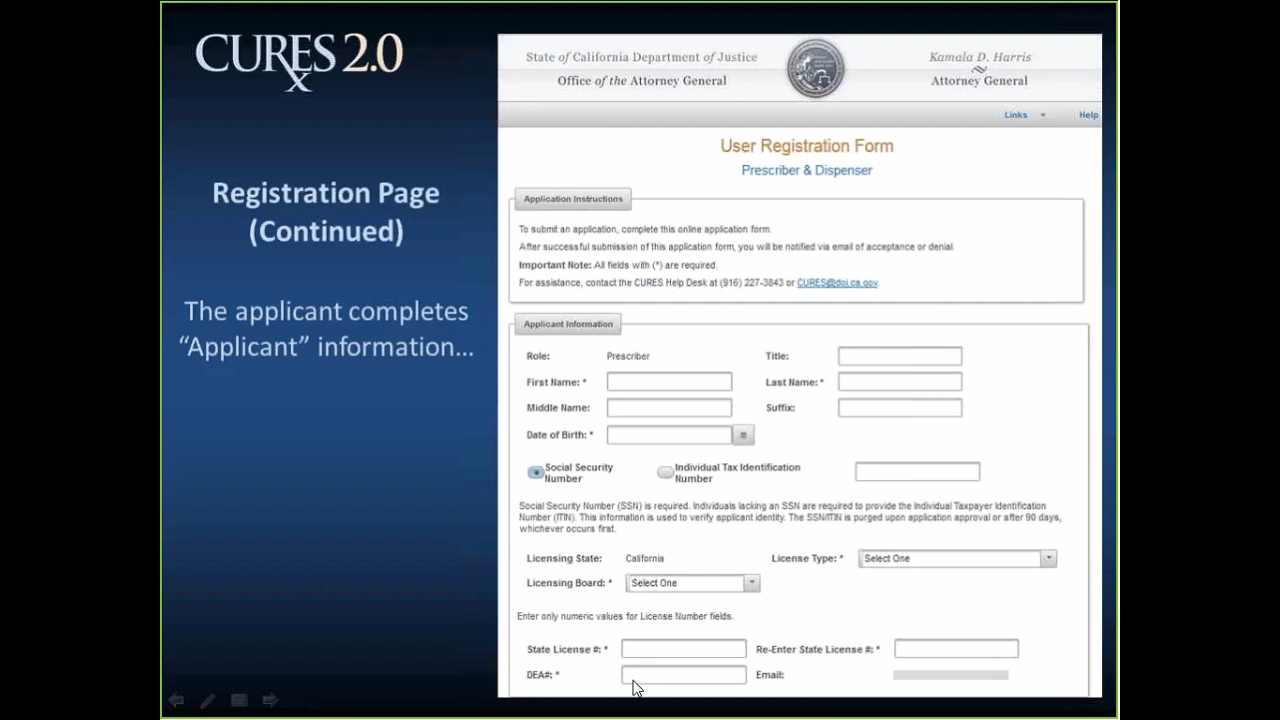 CURES 2.0
Rx
Registration Page
(Continued)
The applicant completes
“Applicant” information...
State of California Department of Justice
Office of the Attorney General
Kamala D. Harris
Attorney General
Links
Help
User Registration Form
Prescriber & Dispenser
Application Instructions
To submit an application, complete this online application form.
After successful submission of this application form, you will be notified via email of acceptance or denial.
Important Note: All fields with (*) are required.
For assistance, contact the CURES Help Desk at (916) 227-3843 or CURES@doj.ca.gov.
Applicant Information
Role: Prescriber Title:
First Name: * Last Name: *
Middle Name: Suffix:
Date of Birth: *
Social Security Number Individual Tax Identification Number
Social Security Number (SSN) is required. Individuals lacking an SSN are required to provide the Individual Taxpayer Identification
Number (ITIN). This information is used to verify applicant identity. The SSN/ITIN is purged upon application approval or after 90 days,
whichever occurs first.
Licensing State: California License Type: * Select One
Licensing Board: * Select One
Enter only numeric values for License Number fields.
State License #: * Re-Enter State License #: *
DEA#: * Email: